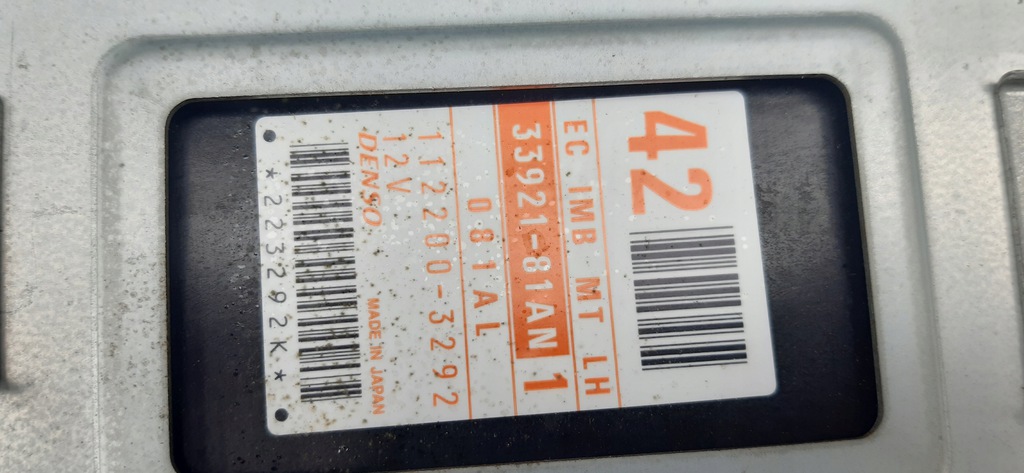 42
EC IMB MT LH
33921-81AN 1
081AL
112200-3292
12V
DENSO MADE IN JAPAN
*223292K*